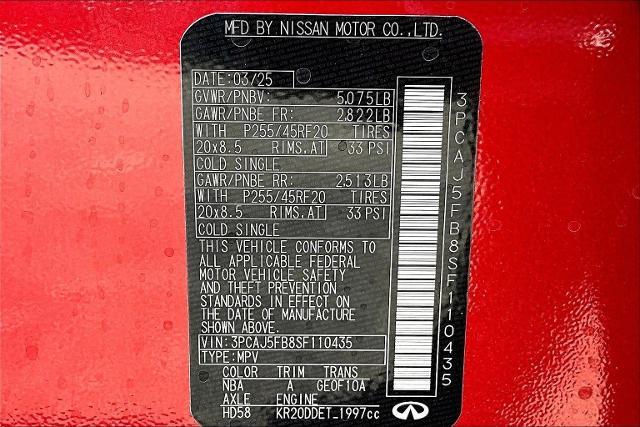 MFD BY NISSAN MOTOR CO.,LTD.
DATE: 03/25
GVWR/PNBV: 5,075LB
GAWR/PNBE FR: 2,822LB
WITH P255/45RF20 TIRES
20x8.5 RIMS,AT 33 PSI
COLD SINGLE
GAWR/PNBE RR: 2,513LB
WITH P255/45RF20 TIRES
20x8.5 RIMS,AT 33 PSI
COLD SINGLE
THIS VEHICLE CONFORMS TO
ALL APPLICABLE FEDERAL
MOTOR VEHICLE SAFETY
AND THEFT PREVENTION
STANDARDS IN EFFECT ON
THE DATE OF MANUFACTURE
SHOWN ABOVE.
VIN: 3PCAJ5FB8SF110435
TYPE: MPV
COLOR TRIM TRANS
NBA A GE0F10A
AXLE ENGINE
HD58 KR20DDET_1997cc
3PCAJ5FB8SF110435